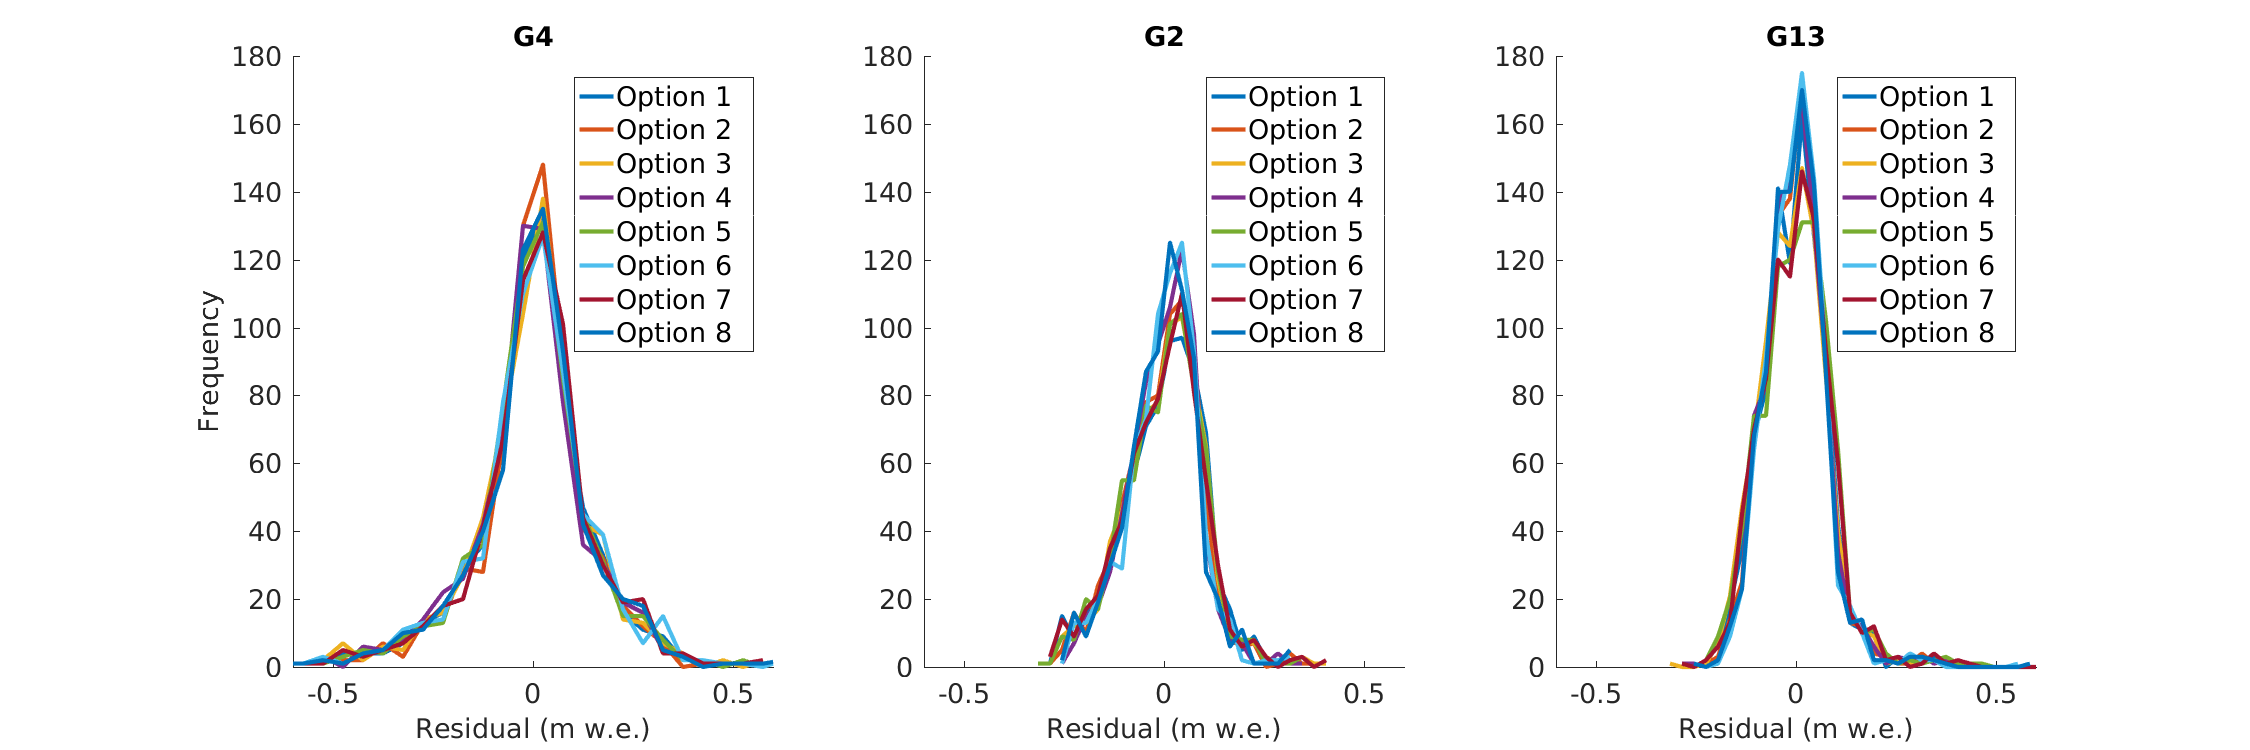 G4
180
160
140
120
100
80
60
40
20
0
Frequency
-0.5
0
0.5
Residual (m w.e.)
Option 1
Option 2
Option 3
Option 4
Option 5
Option 6
Option 7
Option 8
G2
180
160
140
120
100
80
60
40
20
0
-0.5
0
0.5
Residual (m w.e.)
Option 1
Option 2
Option 3
Option 4
Option 5
Option 6
Option 7
Option 8
G13
180
160
140
120
100
80
60
40
20
0
-0.5
0
0.5
Residual (m w.e.)
Option 1
Option 2
Option 3
Option 4
Option 5
Option 6
Option 7
Option 8